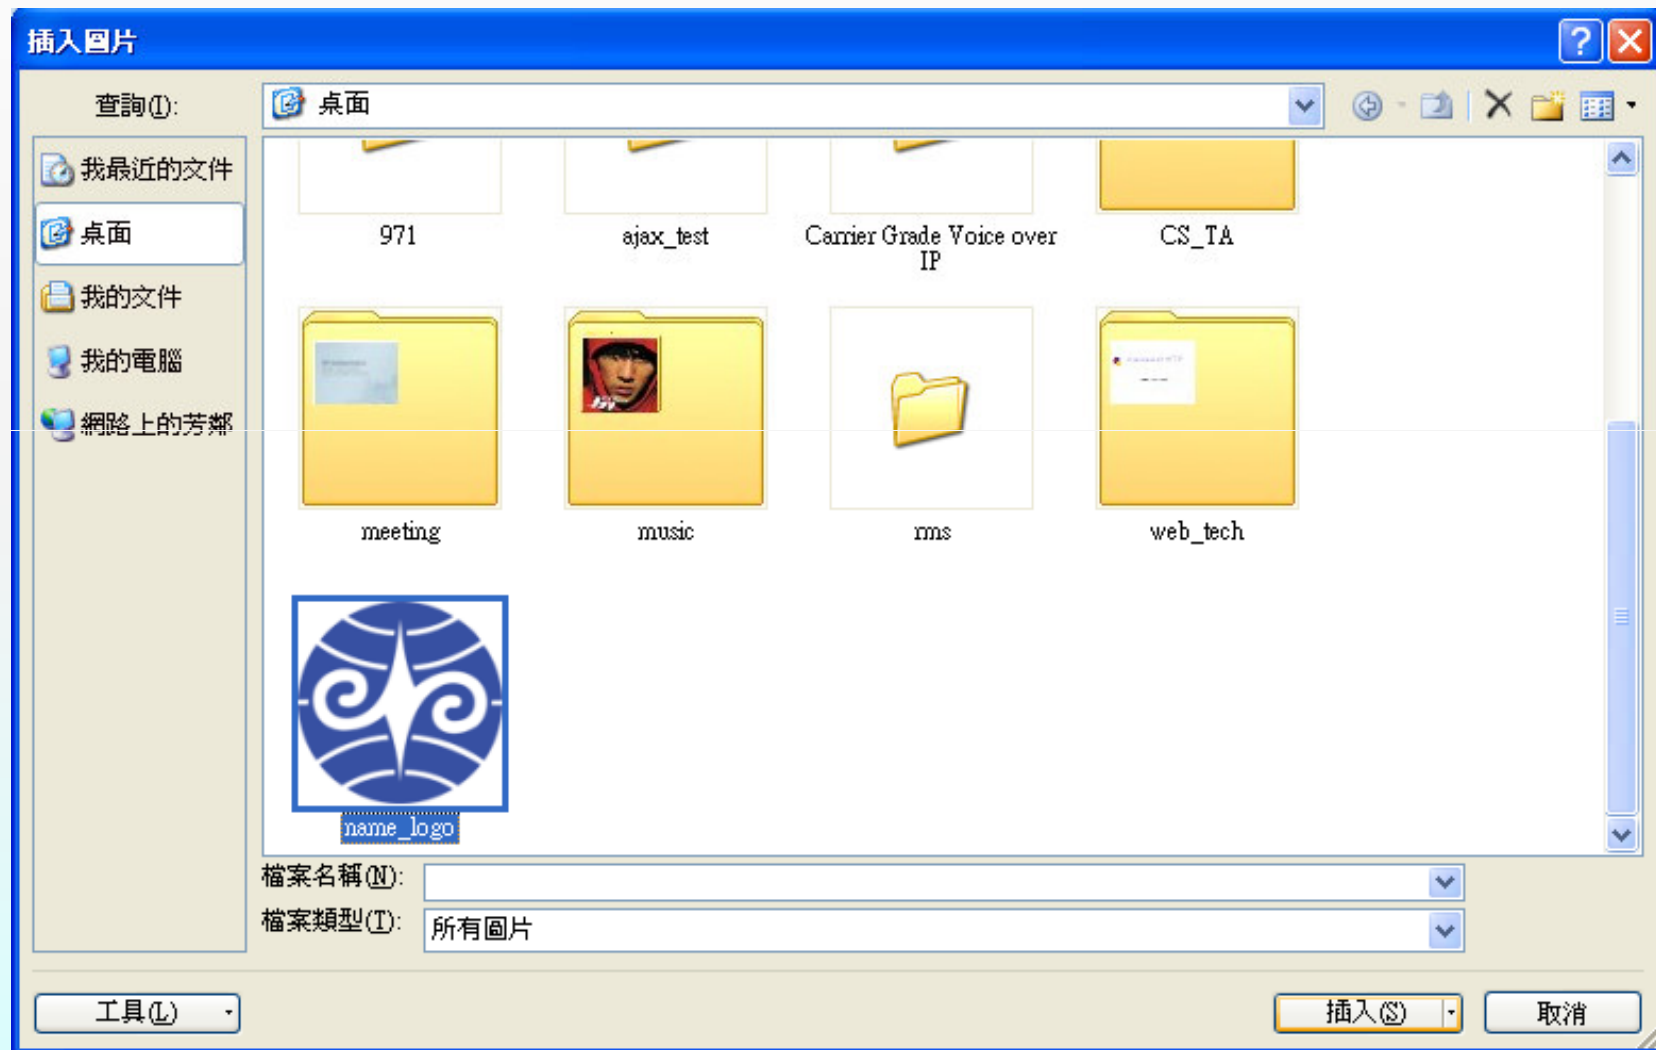 插入圖片
查詢(I):
桌面
我最近的文件
桌面
我的文件
我的電腦
網路上的芳鄰
971
ajax_test
Carrier Grade Voice over
IP
CS_TA
meeting
music
rms
web_tech
name_logo
檔案名稱(N):
檔案類型(T):
所有圖片
工具(L)
插入(S)
取消